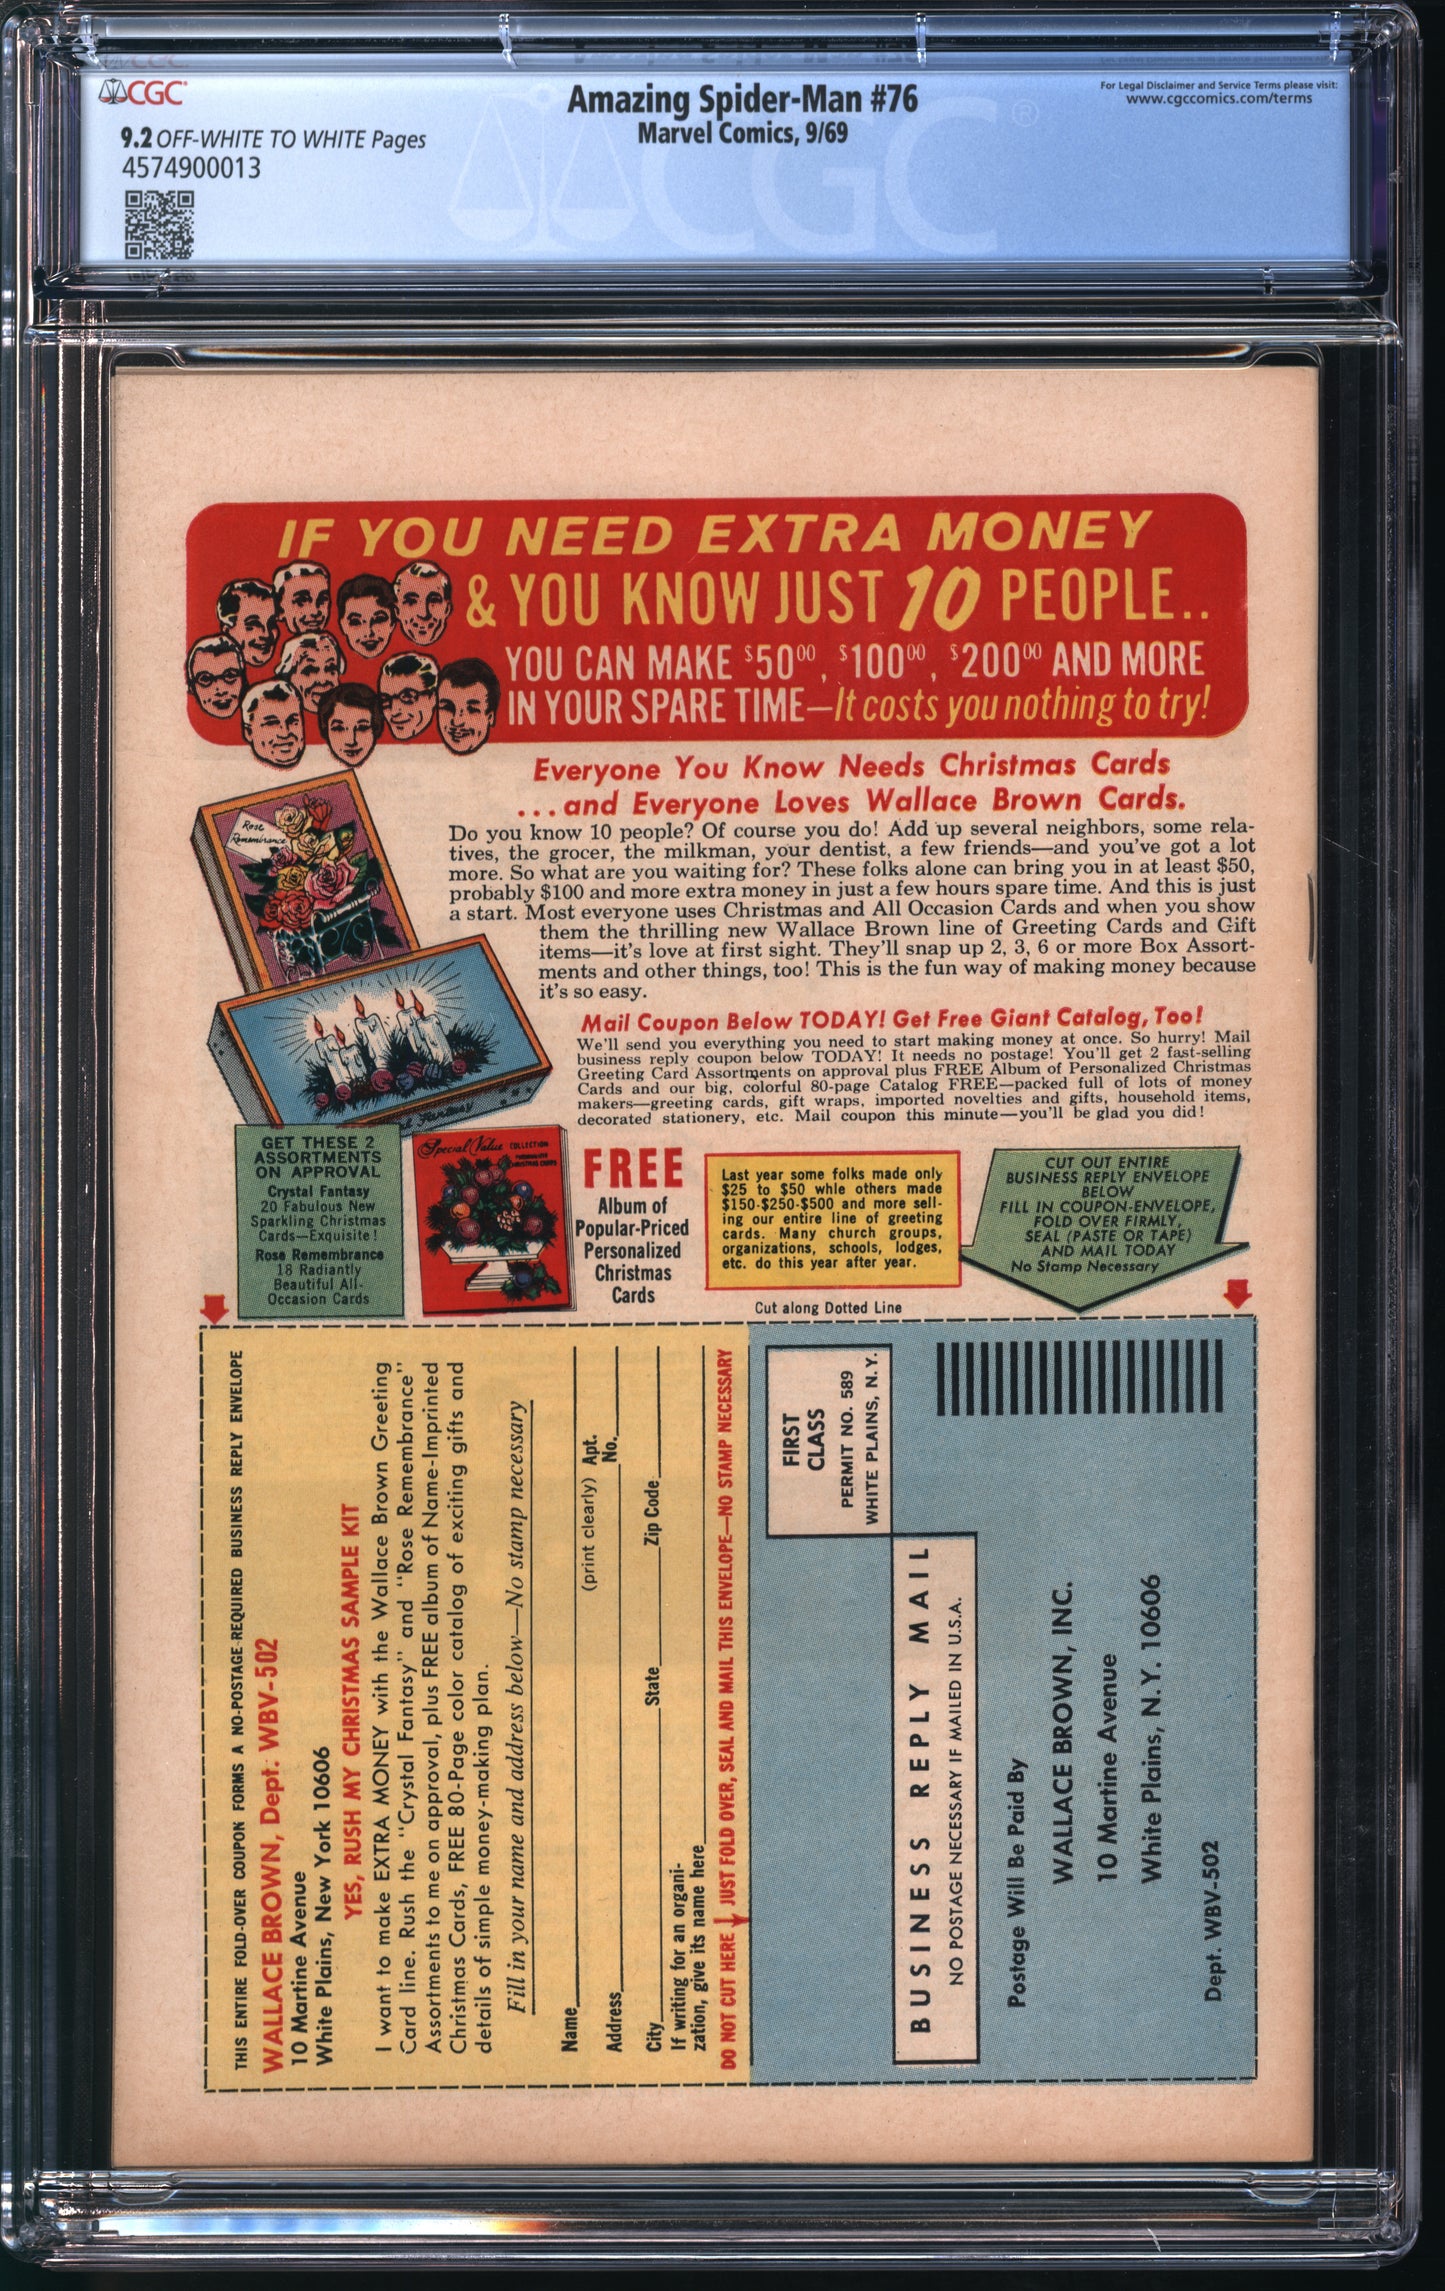 CGC
9.2 OFF-WHITE TO WHITE Pages
4574900013
Amazing Spider-Man #76
Marvel Comics, 9/69
For Legal Disclaimer and Service Terms please visit:
www.cgccomics.com/terms
CGC®
IF YOU NEED EXTRA MONEY
& YOU KNOW JUST 10 PEOPLE..
YOU CAN MAKE $50⁰⁰, $100⁰⁰, $200⁰⁰ AND MORE
IN YOUR SPARE TIME—It costs you nothing to try!
Everyone You Know Needs Christmas Cards
...and Everyone Loves Wallace Brown Cards.
Rose
Remembrance
Do you know 10 people? Of course you do! Add up several neighbors, some rela-
tives, the grocer, the milkman, your dentist, a few friends—and you've got a lot
more. So what are you waiting for? These folks alone can bring you in at least $50,
probably $100 and more extra money in just a few hours spare time. And this is just
a start. Most everyone uses Christmas and All Occasion Cards and when you show
them the thrilling new Wallace Brown line of Greeting Cards and Gift
items—it's love at first sight. They'll snap up 2, 3, 6 or more Box Assort-
ments and other things, too! This is the fun way of making money because
it's so easy.
Mail Coupon Below TODAY! Get Free Giant Catalog, Too!
We'll send you everything you need to start making money at once. So hurry! Mail
business reply coupon below TODAY! It needs no postage! You'll get 2 fast-selling
Greeting Card Assortments on approval plus FREE Album of Personalized Christmas
Cards and our big, colorful 80-page Catalog FREE—packed full of lots of money
makers—greeting cards, gift wraps, imported novelties and gifts, household items,
decorated stationery, etc. Mail coupon this minute—you'll be glad you did!
Fantasy
GET THESE 2
ASSORTMENTS
ON APPROVAL
Crystal Fantasy
20 Fabulous New
Sparkling Christmas
Cards—Exquisite!
Rose Remembrance
18 Radiantly
Beautiful All-
Occasion Cards
Special Value COLLECTION
PERSONALIZED
CHRISTMAS CARDS
FREE
Album of
Popular-Priced
Personalized
Christmas
Cards
Last year some folks made only
$25 to $50 whle others made
$150-$250-$500 and more sell-
ing our entire line of greeting
cards. Many church groups,
organizations, schools, lodges,
etc. do this year after year.
CUT OUT ENTIRE
BUSINESS REPLY ENVELOPE
BELOW
FILL IN COUPON-ENVELOPE,
FOLD OVER FIRMLY,
SEAL (PASTE OR TAPE)
AND MAIL TODAY
No Stamp Necessary
Cut along Dotted Line
THIS ENTIRE FOLD-OVER COUPON FORMS A NO-POSTAGE-REQUIRED BUSINESS REPLY ENVELOPE
WALLACE BROWN, Dept: WBV-502
10 Martine Avenue
White Plains, New York 10606
YES, RUSH MY CHRISTMAS SAMPLE KIT
I want to make EXTRA MONEY with the Wallace Brown Greeting
Card line. Rush the "Crystal Fantasy" and "Rose Remembrance"
Assortments to me on approval, plus FREE album of Name-Imprinted
Christmas Cards, FREE 80-Page color catalog of exciting gifts and
details of simple money-making plan.
Fill in your name and address below—No stamp necessary
Name
(print clearly) Apt.
Address No.
City State Zip Code
If writing for an organi-
zation, give its name here
DO NOT CUT HERE JUST FOLD OVER, SEAL AND MAIL THIS ENVELOPE—NO STAMP NECESSARY
FIRST
CLASS
PERMIT NO. 589
WHITE PLAINS, N.Y.
BUSINESS REPLY MAIL
NO POSTAGE NECESSARY IF MAILED IN U.S.A.
Postage Will Be Paid By
WALLACE BROWN, INC.
10 Martine Avenue
White Plains, N.Y. 10606
Dept. WBV-502